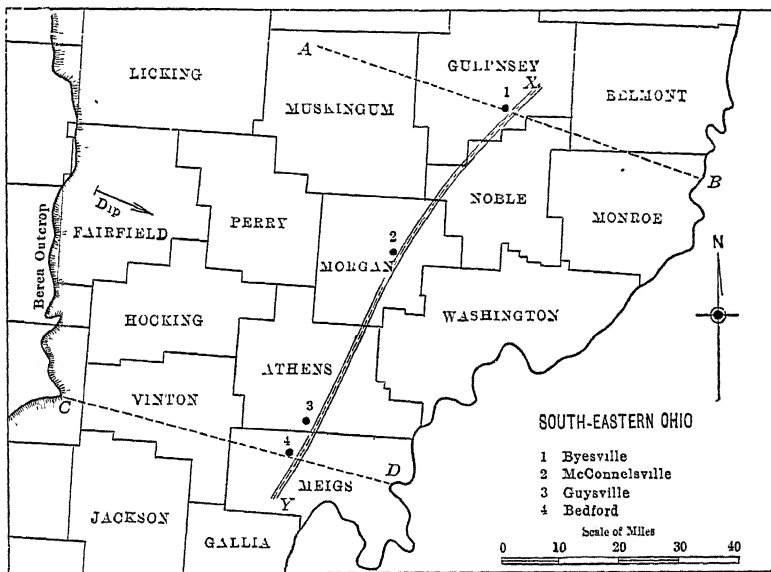 LICKING
A
GUERNSEY
X
1
BELMONT
MUSKINGUM
B
Dip
FAIRFIELD
PERRY
NOBLE
MONROE
2
MORGAN
N
Berea Outcrop
HOCKING
WASHINGTON
ATHENS
C
VINTON
3
4
D
MEIGS
Y
JACKSON
GALLIA
SOUTH-EASTERN OHIO
1 Byesville
2 McConnelsville
3 Guysville
4 Bedford
Scale of Miles
0 10 20 30 40